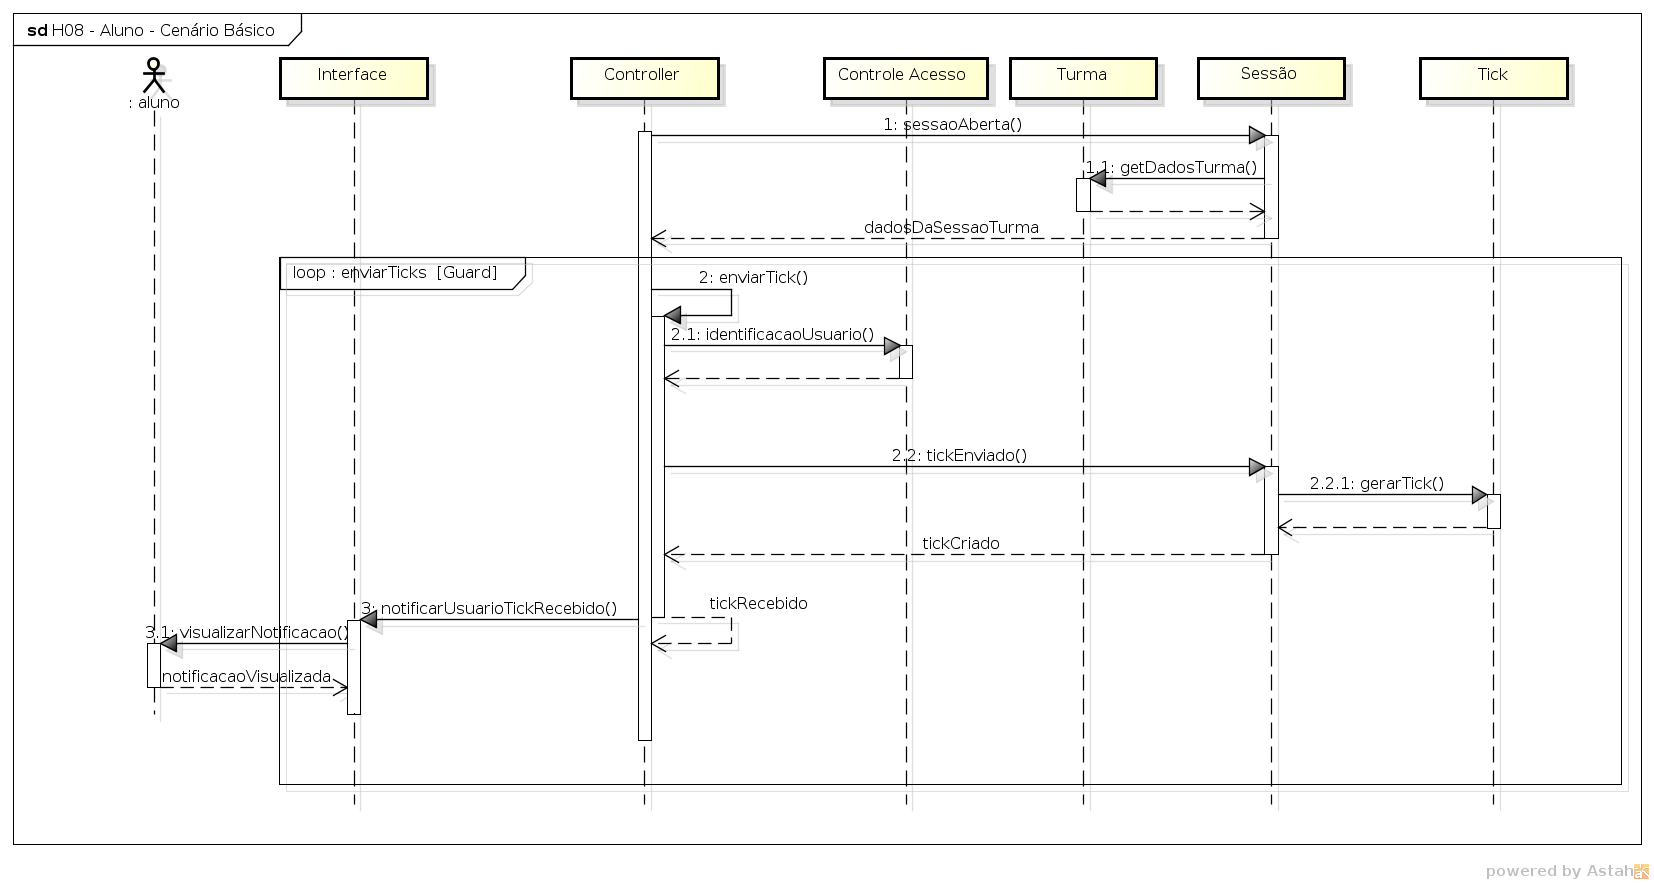 sd H08 - Aluno - Cenário Básico
: aluno
Interface
Controller
Controle Acesso
Turma
Sessão
Tick
1: sessaoAberta()
1.1: getDadosTurma()
dadosDaSessaoTurma
loop : enviarTicks [Guard]
2: enviarTick()
2.1: identificacaoUsuario()
2.2: tickEnviado()
2.2.1: gerarTick()
tickCriado
tickRecebido
3: notificarUsuarioTickRecebido()
3.1: visualizarNotificacao()
notificacaoVisualizada
powered by Astah